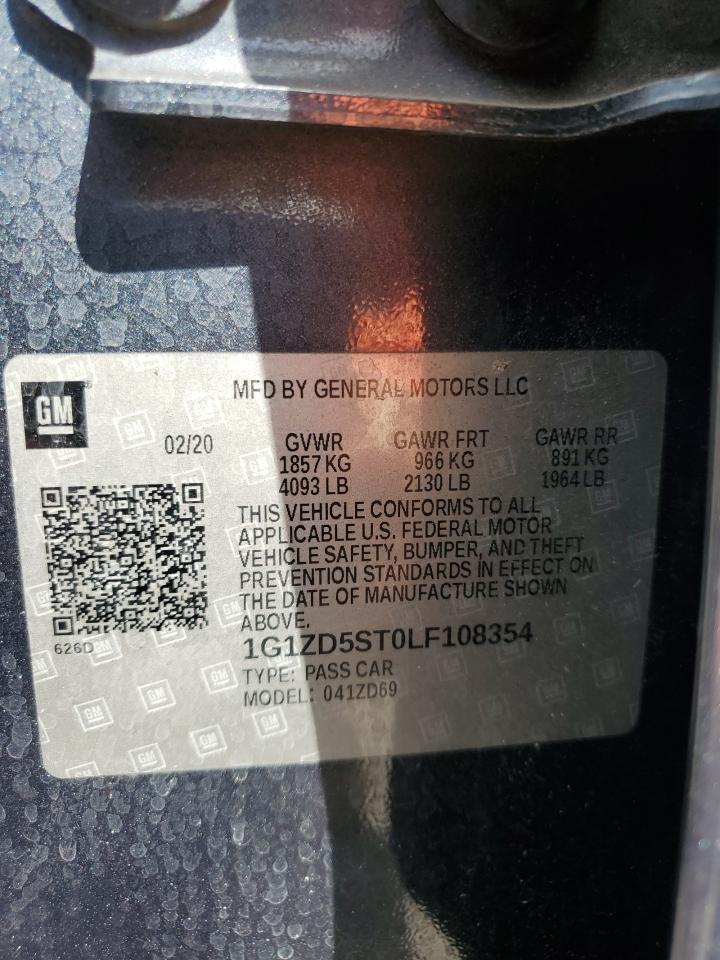 MFD BY GENERAL MOTORS LLC
GM
02/20 GVWR GAWR FRT GAWR RR
1857 KG 966 KG 891 KG
4093 LB 2130 LB 1964 LB
THIS VEHICLE CONFORMS TO ALL
APPLICABLE U.S. FEDERAL MOTOR
VEHICLE SAFETY, BUMPER, AND THEFT
PREVENTION STANDARDS IN EFFECT ON
THE DATE OF MANUFACTURE SHOWN
ABOVE.
626D
1G1ZD5ST0LF108354
TYPE: PASS CAR
MODEL: 041ZD69